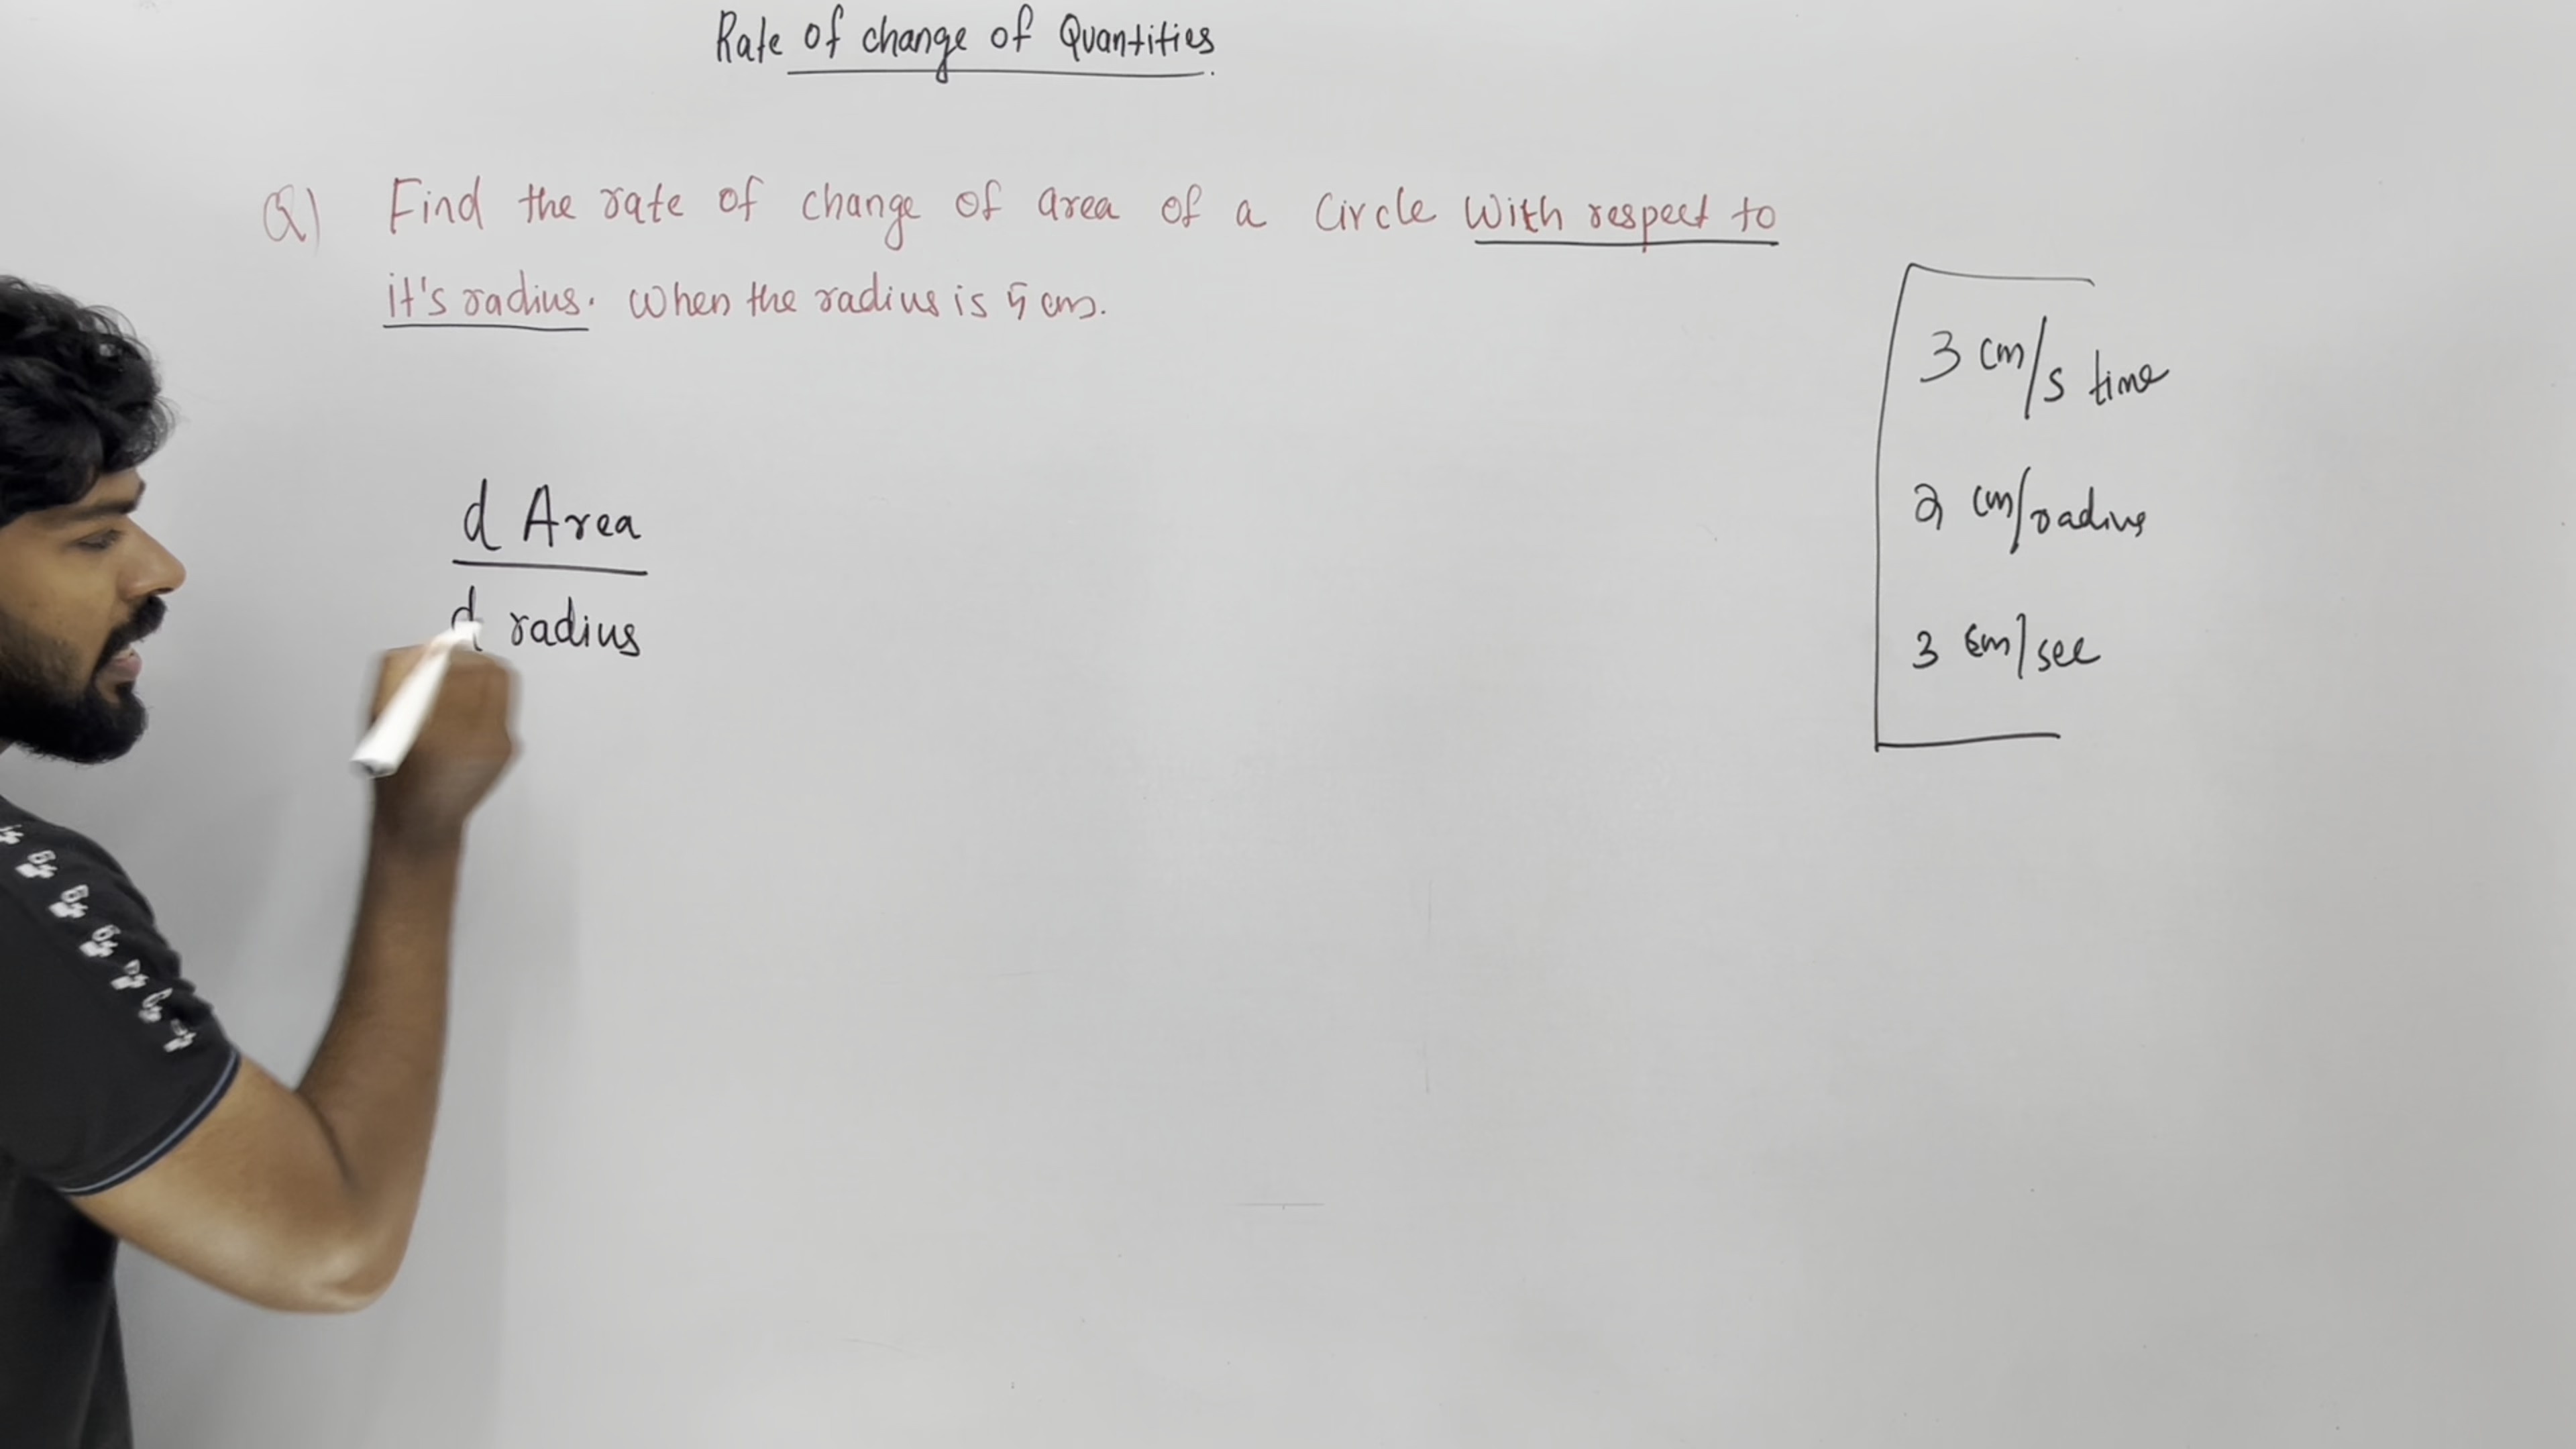 Rate of change of Quantities
Q) Find the rate of change of area of a Circle With respect to
it's radius. When the radius is 5 cm.
d Area
d radius
3 cm/s time
2 cm/radius
3 cm/sec